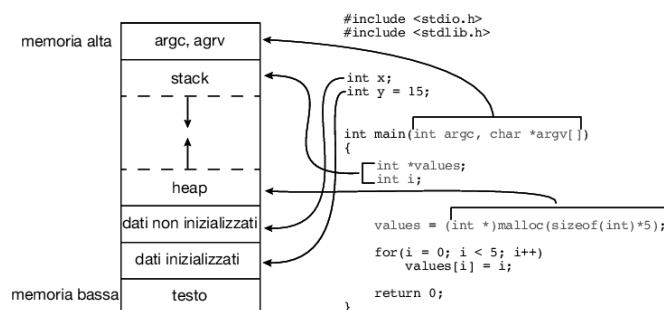 memoria alta
argc, agrv
stack
heap
dati non inizializzati
dati inizializzati
memoria bassa
testo
#include <stdio.h>
#include <stdlib.h>
int x;
int y = 15;
int main(int argc, char *argv[])
{
int *values;
int i;
values = (int *)malloc(sizeof(int)*5);
for(i = 0; i < 5; i++)
values[i] = i;
return 0;
}